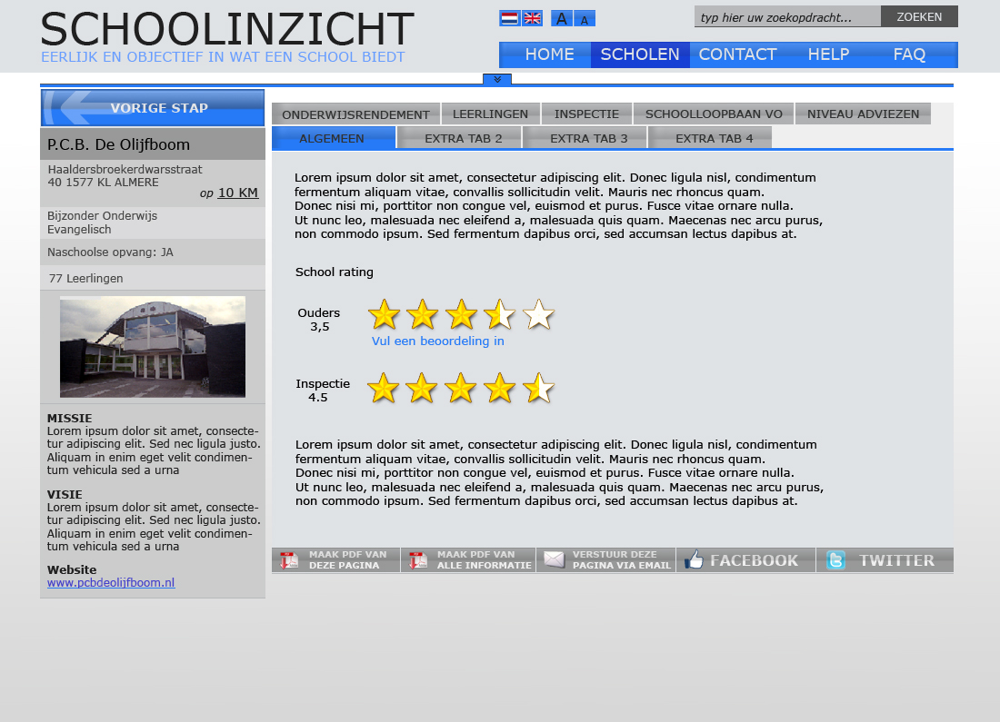 SCHOOLINZICHT
EERLIJK EN OBJECTIEF IN WAT EEN SCHOOL BIEDT
A A
typ hier uw zoekopdracht... ZOEKEN
HOME SCHOLEN CONTACT HELP FAQ
VORIGE STAP
P.C.B. De Olijfboom
Haaldersbroekerdwarsstraat
40 1577 KL ALMERE
op 10 KM
Bijzonder Onderwijs
Evangelisch
Naschoolse opvang: JA
77 Leerlingen
MISSIE
Lorem ipsum dolor sit amet, consecte-
tur adipiscing elit. Sed nec ligula justo.
Aliquam in enim eget velit condimen-
tum vehicula sed a urna
VISIE
Lorem ipsum dolor sit amet, consecte-
tur adipiscing elit. Sed nec ligula justo.
Aliquam in enim eget velit condimen-
tum vehicula sed a urna
Website
www.pcbdeolijfboom.nl
ONDERWIJSRENDEMENT LEERLINGEN INSPECTIE SCHOOLLOOPBAAN VO NIVEAU ADVIEZEN
ALGEMEEN EXTRA TAB 2 EXTRA TAB 3 EXTRA TAB 4
Lorem ipsum dolor sit amet, consectetur adipiscing elit. Donec ligula nisl, condimentum
fermentum aliquam vitae, convallis sollicitudin velit. Mauris nec rhoncus quam.
Donec nisi mi, porttitor non congue vel, euismod et purus. Fusce vitae ornare nulla.
Ut nunc leo, malesuada nec eleifend a, malesuada quis quam. Maecenas nec arcu purus,
non commodo ipsum. Sed fermentum dapibus orci, sed accumsan lectus dapibus at.
School rating
Ouders
3,5
Vul een beoordeling in
Inspectie
4.5
Lorem ipsum dolor sit amet, consectetur adipiscing elit. Donec ligula nisl, condimentum
fermentum aliquam vitae, convallis sollicitudin velit. Mauris nec rhoncus quam.
Donec nisi mi, porttitor non congue vel, euismod et purus. Fusce vitae ornare nulla.
Ut nunc leo, malesuada nec eleifend a, malesuada quis quam. Maecenas nec arcu purus,
non commodo ipsum. Sed fermentum dapibus orci, sed accumsan lectus dapibus at.
MAAK PDF VAN
DEZE PAGINA
MAAK PDF VAN
ALLE INFORMATIE
VERSTUUR DEZE
PAGINA VIA EMAIL
FACEBOOK
TWITTER